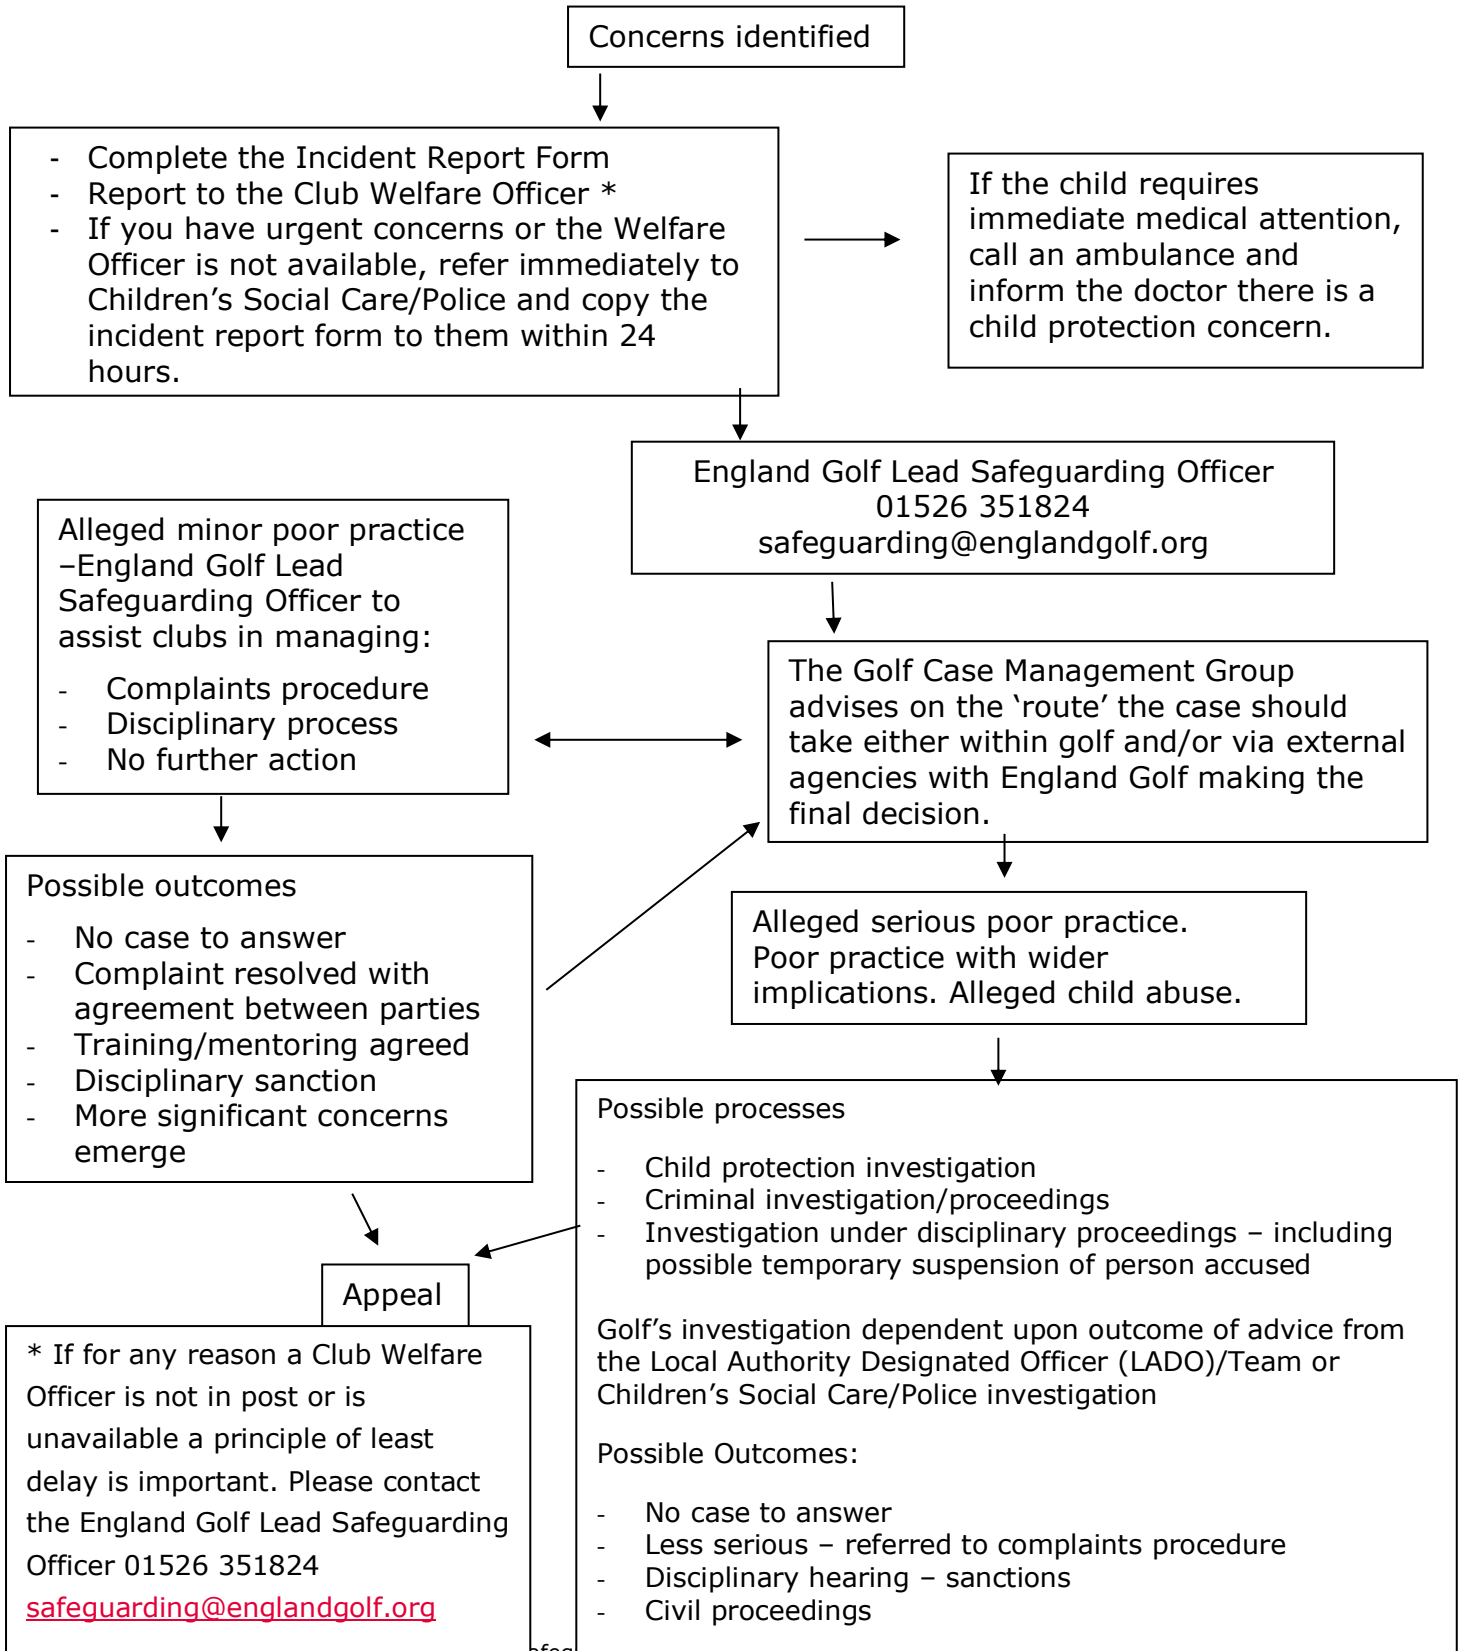 Concerns identified
- Complete the Incident Report Form
- Report to the Club Welfare Officer *
- If you have urgent concerns or the Welfare
Officer is not available, refer immediately to
Children’s Social Care/Police and copy the
incident report form to them within 24
hours.
If the child requires
immediate medical attention,
call an ambulance and
inform the doctor there is a
child protection concern.
England Golf Lead Safeguarding Officer
01526 351824
safeguarding@englandgolf.org
Alleged minor poor practice
–England Golf Lead
Safeguarding Officer to
assist clubs in managing:
- Complaints procedure
- Disciplinary process
- No further action
The Golf Case Management Group
advises on the ‘route’ the case should
take either within golf and/or via external
agencies with England Golf making the
final decision.
Possible outcomes
- No case to answer
- Complaint resolved with
agreement between parties
- Training/mentoring agreed
- Disciplinary sanction
- More significant concerns
emerge
Alleged serious poor practice.
Poor practice with wider
implications. Alleged child abuse.
Possible processes
- Child protection investigation
- Criminal investigation/proceedings
- Investigation under disciplinary proceedings – including
possible temporary suspension of person accused
Golf’s investigation dependent upon outcome of advice from
the Local Authority Designated Officer (LADO)/Team or
Children’s Social Care/Police investigation
Possible Outcomes:
- No case to answer
- Less serious – referred to complaints procedure
- Disciplinary hearing – sanctions
- Civil proceedings
Appeal
* If for any reason a Club Welfare
Officer is not in post or is
unavailable a principle of least
delay is important. Please contact
the England Golf Lead Safeguarding
Officer 01526 351824
safeguarding@englandgolf.org